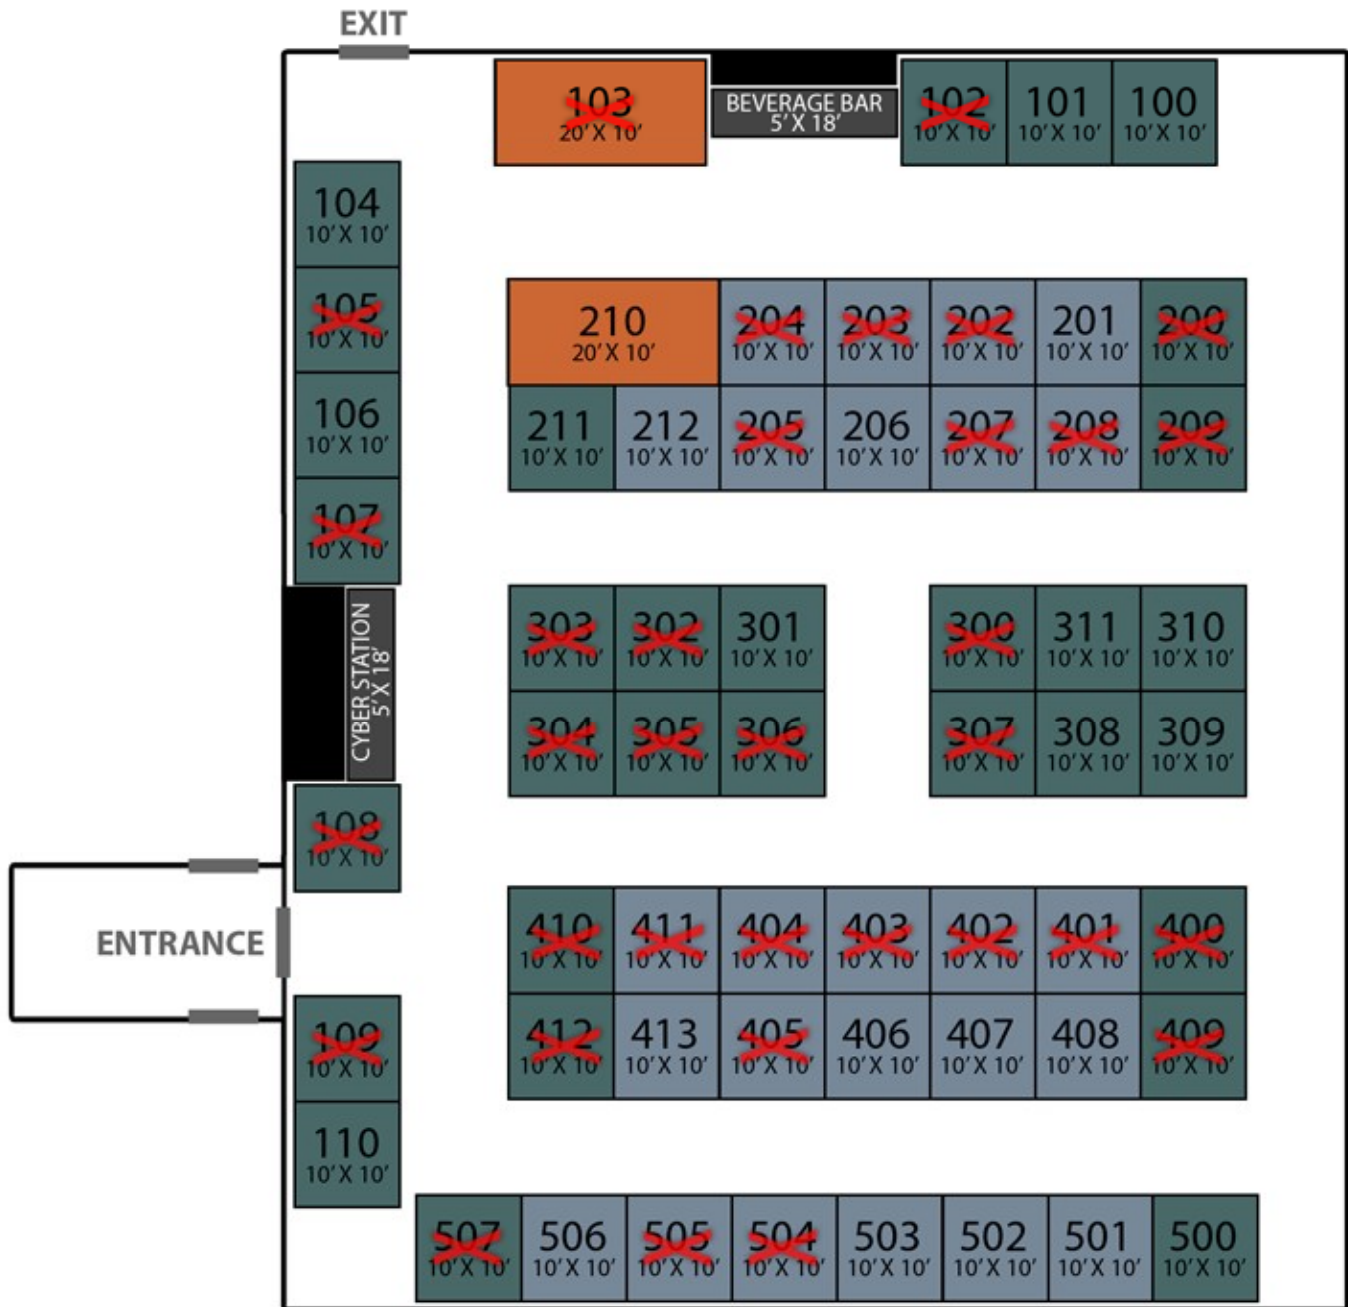 EXIT
103
20' X 10'
BEVERAGE BAR
5' X 18'
102
10' X 10'
101
10' X 10'
100
10' X 10'
104
10' X 10'
105
10' X 10'
106
10' X 10'
107
10' X 10'
210
20' X 10'
204
10' X 10'
203
10' X 10'
202
10' X 10'
201
10' X 10'
200
10' X 10'
211
10' X 10'
212
10' X 10'
205
10' X 10'
206
10' X 10'
207
10' X 10'
208
10' X 10'
209
10' X 10'
CYBER STATION
5' X 18'
303
10' X 10'
302
10' X 10'
301
10' X 10'
300
10' X 10'
311
10' X 10'
310
10' X 10'
304
10' X 10'
305
10' X 10'
306
10' X 10'
307
10' X 10'
308
10' X 10'
309
10' X 10'
108
10' X 10'
ENTRANCE
410
10' X 10'
411
10' X 10'
404
10' X 10'
403
10' X 10'
402
10' X 10'
401
10' X 10'
400
10' X 10'
109
10' X 10'
412
10' X 10'
413
10' X 10'
405
10' X 10'
406
10' X 10'
407
10' X 10'
408
10' X 10'
409
10' X 10'
110
10' X 10'
507
10' X 10'
506
10' X 10'
505
10' X 10'
504
10' X 10'
503
10' X 10'
502
10' X 10'
501
10' X 10'
500
10' X 10'